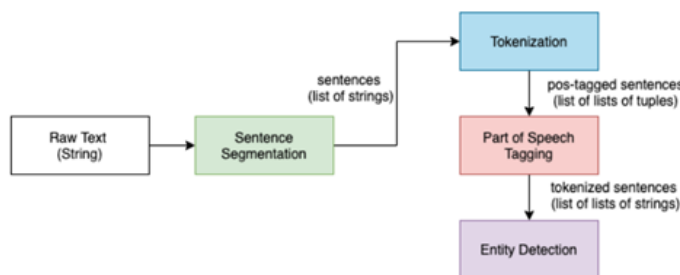 Raw Text
(String)
Sentence
Segmentation
sentences
(list of strings)
Tokenization
pos-tagged sentences
(list of lists of tuples)
Part of Speech
Tagging
tokenized sentences
(list of lists of strings)
Entity Detection